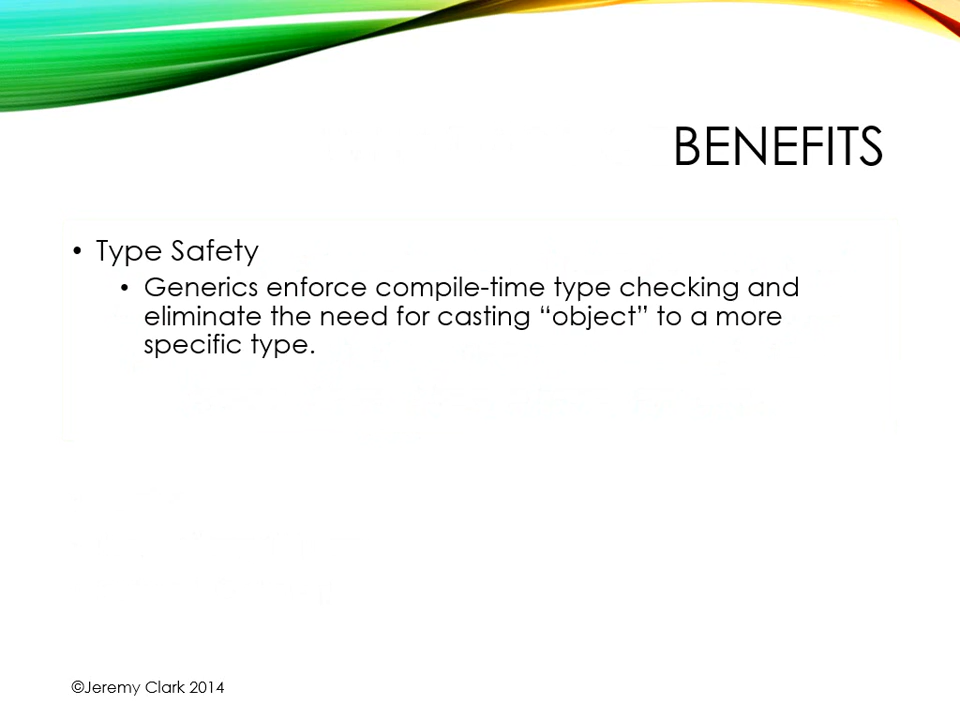 BENEFITS
• Type Safety
• Generics enforce compile-time type checking and
eliminate the need for casting “object” to a more
specific type.
©Jeremy Clark 2014